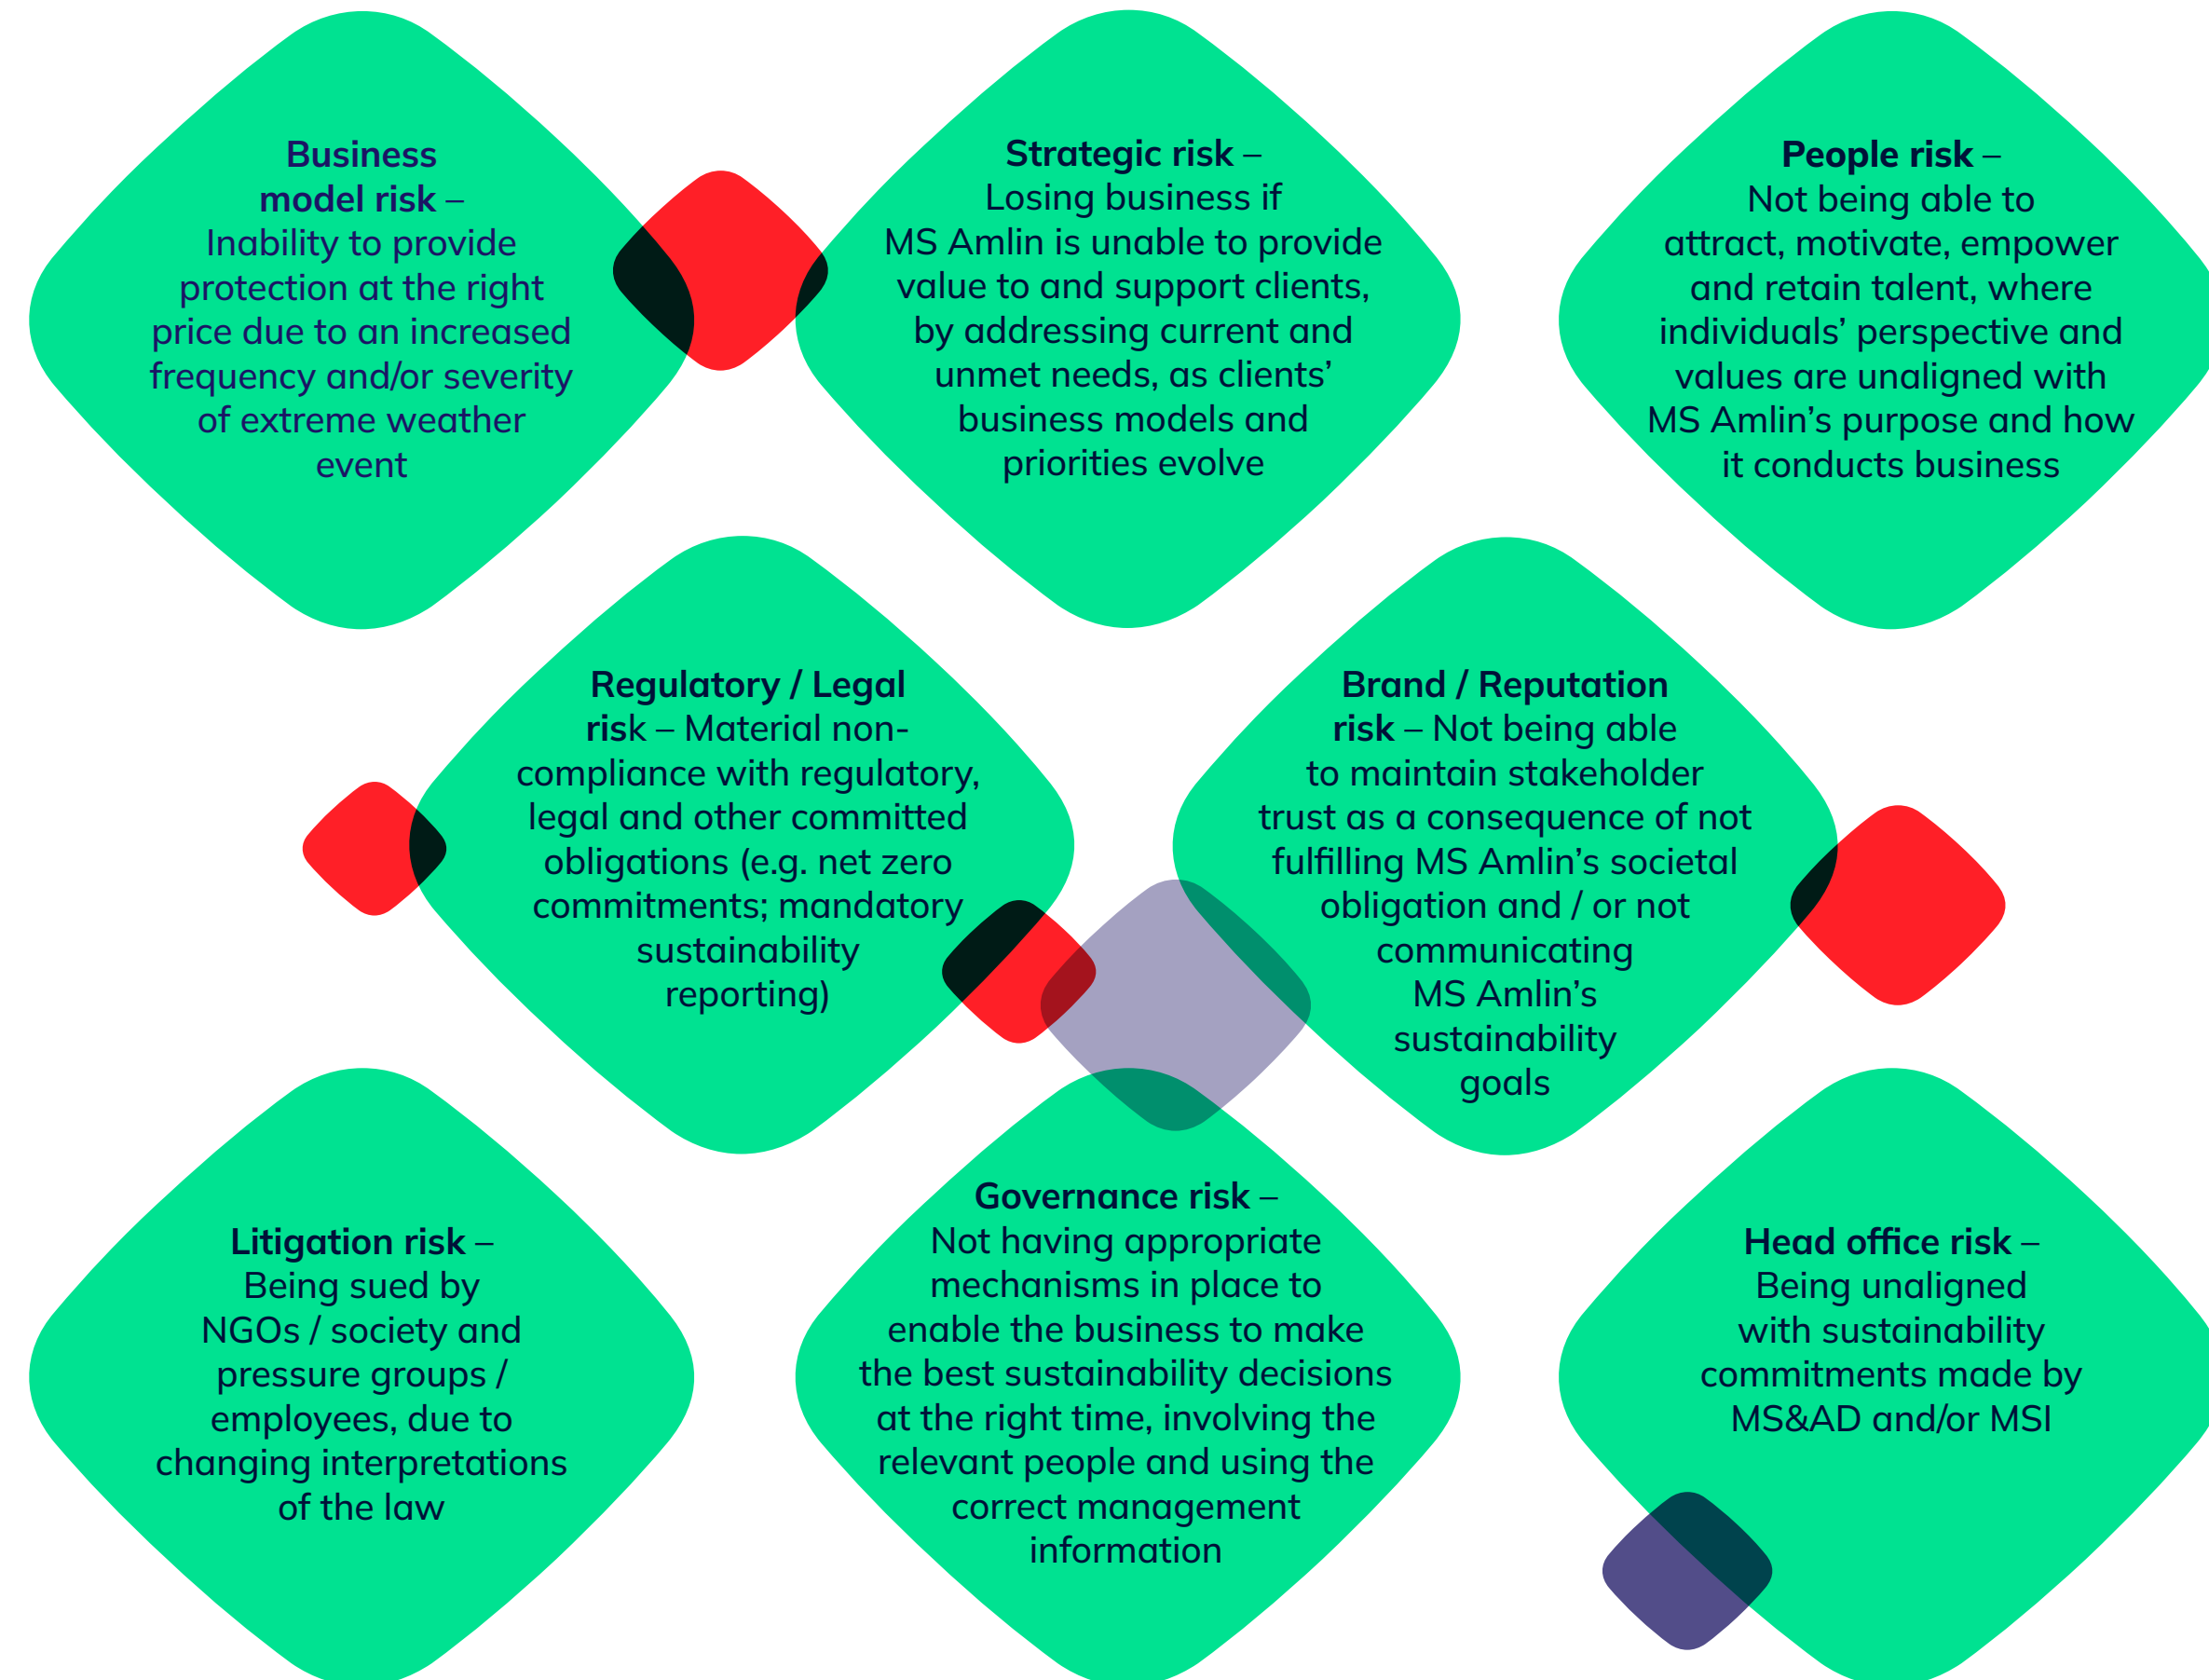 Business
model risk –
Inability to provide
protection at the right
price due to an increased
frequency and/or severity
of extreme weather
event
Strategic risk –
Losing business if
MS Amlin is unable to provide
value to and support clients,
by addressing current and
unmet needs, as clients’
business models and
priorities evolve
People risk –
Not being able to
attract, motivate, empower
and retain talent, where
individuals’ perspective and
values are unaligned with
MS Amlin’s purpose and how
it conducts business
Regulatory / Legal
risk – Material non-
compliance with regulatory,
legal and other committed
obligations (e.g. net zero
commitments; mandatory
sustainability
reporting)
Brand / Reputation
risk – Not being able
to maintain stakeholder
trust as a consequence of not
fulfilling MS Amlin’s societal
obligation and / or not
communicating
MS Amlin’s
sustainability
goals
Litigation risk –
Being sued by
NGOs / society and
pressure groups /
employees, due to
changing interpretations
of the law
Governance risk –
Not having appropriate
mechanisms in place to
enable the business to make
the best sustainability decisions
at the right time, involving the
relevant people and using the
correct management
information
Head office risk –
Being unaligned
with sustainability
commitments made by
MS&AD and/or MSI